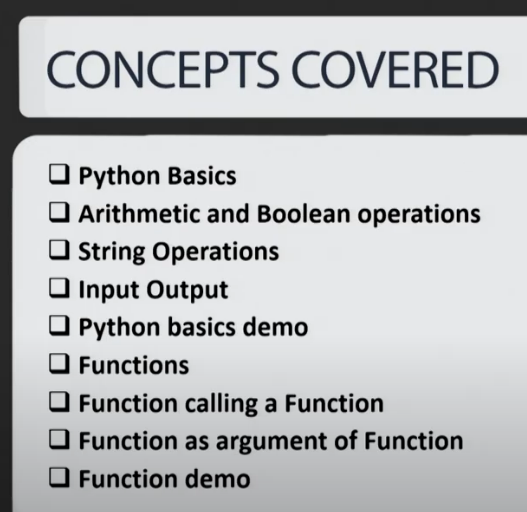 CONCEPTS COVERED
❑ Python Basics
❑ Arithmetic and Boolean operations
❑ String Operations
❑ Input Output
❑ Python basics demo
❑ Functions
❑ Function calling a Function
❑ Function as argument of Function
❑ Function demo